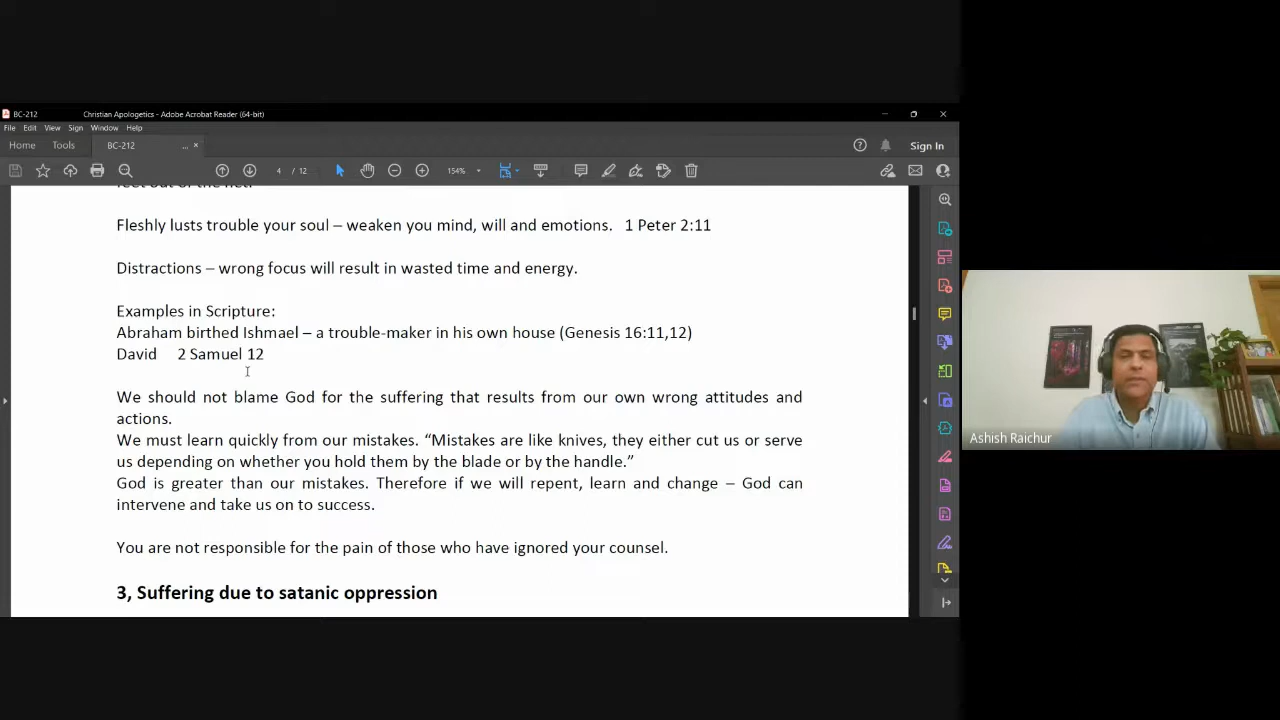 BC-212 Christian Apologetics - Adobe Acrobat Reader (64-bit)
File Edit View Sign Window Help
Home Tools BC-212 ... × Sign In
4 / 12 154%
Fleshly lusts trouble your soul – weaken you mind, will and emotions. 1 Peter 2:11
Distractions – wrong focus will result in wasted time and energy.
Examples in Scripture:
Abraham birthed Ishmael – a trouble-maker in his own house (Genesis 16:11,12)
David 2 Samuel 12
We should not blame God for the suffering that results from our own wrong attitudes and
actions.
We must learn quickly from our mistakes. “Mistakes are like knives, they either cut us or serve
us depending on whether you hold them by the blade or by the handle.”
God is greater than our mistakes. Therefore if we will repent, learn and change – God can
intervene and take us on to success.
You are not responsible for the pain of those who have ignored your counsel.
3, Suffering due to satanic oppression
Ashish Raichur